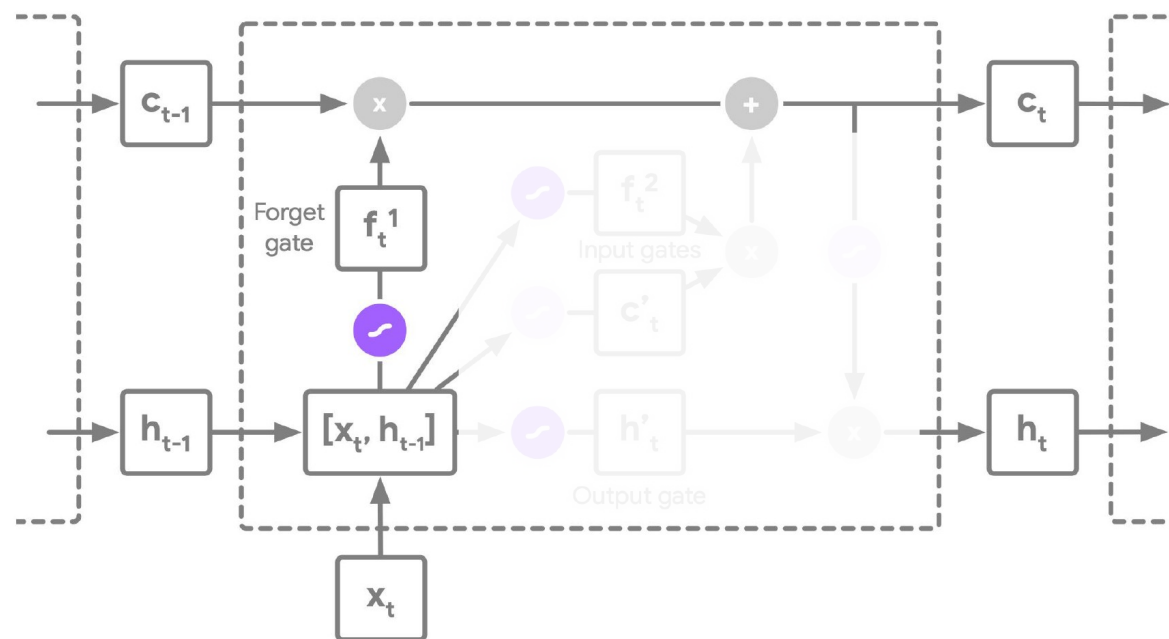 c_{t-1}
x
+
c_t
Forget
gate
f_t^1
f_t^2
Input gates
x
c'_t
h_{t-1}
[x_t, h_{t-1}]
h'_t
x
h_t
Output gate
x_t